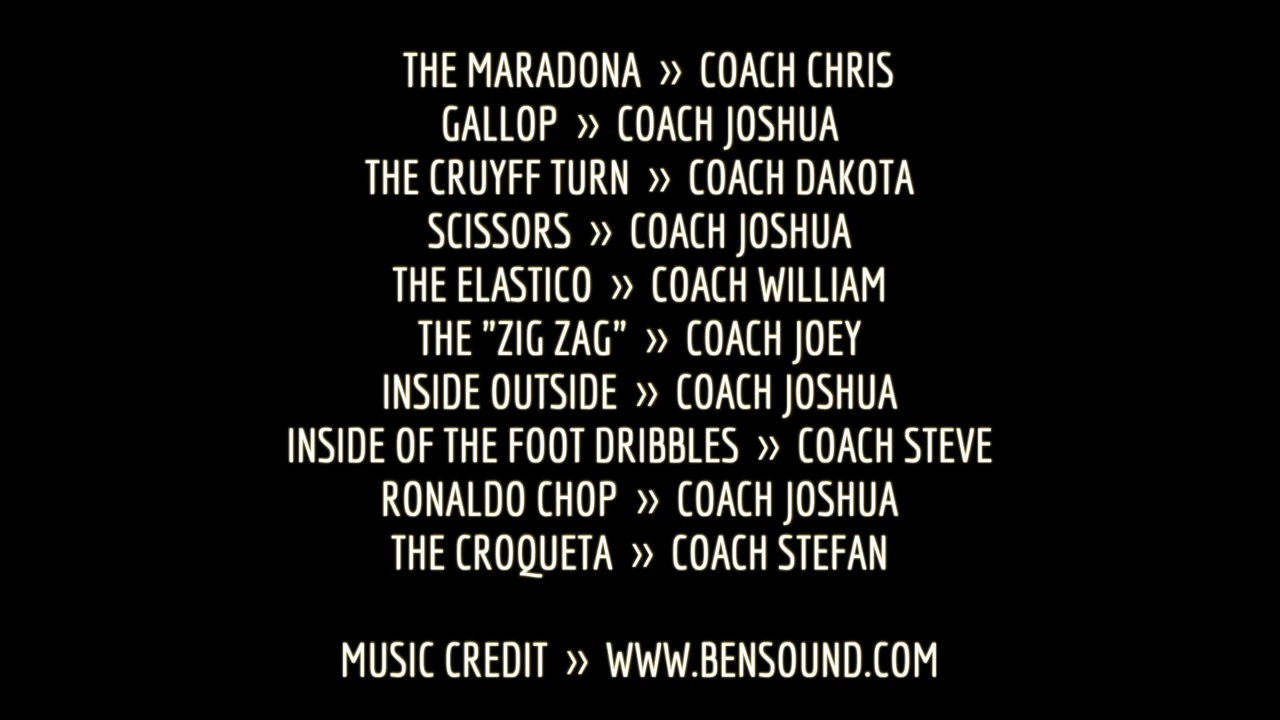 THE MARADONA » COACH CHRIS
GALLOP » COACH JOSHUA
THE CRUYFF TURN » COACH DAKOTA
SCISSORS » COACH JOSHUA
THE ELASTICO » COACH WILLIAM
THE "ZIG ZAG" » COACH JOEY
INSIDE OUTSIDE » COACH JOSHUA
INSIDE OF THE FOOT DRIBBLES » COACH STEVE
RONALDO CHOP » COACH JOSHUA
THE CROQUETA » COACH STEFAN
MUSIC CREDIT » WWW.BENSOUND.COM